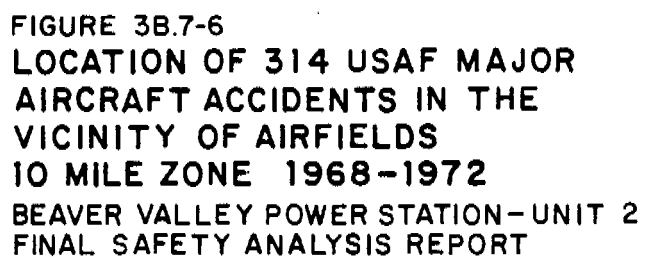 FIGURE 3B.7-6
LOCATION OF 314 USAF MAJOR
AIRCRAFT ACCIDENTS IN THE
VICINITY OF AIRFIELDS
10 MILE ZONE 1968-1972
BEAVER VALLEY POWER STATION-UNIT 2
FINAL SAFETY ANALYSIS REPORT